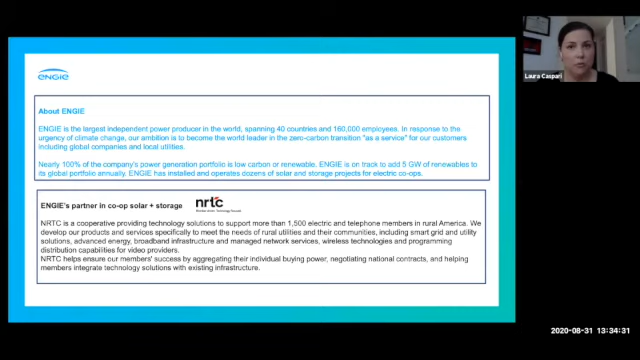 ENGIE
Laura Caspari
About ENGIE
ENGIE is the largest independent power producer in the world, spanning 40 countries and 160,000 employees. In response to the
urgency of climate change, our ambition is to become the world leader in the zero-carbon transition "as a service" for our customers
including global companies and local utilities.
Nearly 100% of the company's power generation portfolio is low carbon or renewable. ENGIE is on track to add 5 GW of renewables
to its global portfolio annually. ENGIE has installed and operates dozens of solar and storage projects for electric co-ops.
ENGIE's partner in co-op solar + storage
nrtc
NRTC is a cooperative providing technology solutions to support more than 1,500 electric and telephone members in rural America. We
develop our products and services specifically to meet the needs of rural utilities and their communities, including smart grid and utility
solutions, advanced energy, broadband infrastructure and managed network services, wireless technologies and programming
distribution capabilities for video providers.
NRTC helps ensure our members' success by aggregating their individual buying power, negotiating national contracts, and helping
members integrate technology solutions with existing infrastructure.
2020-08-31 13:34:31